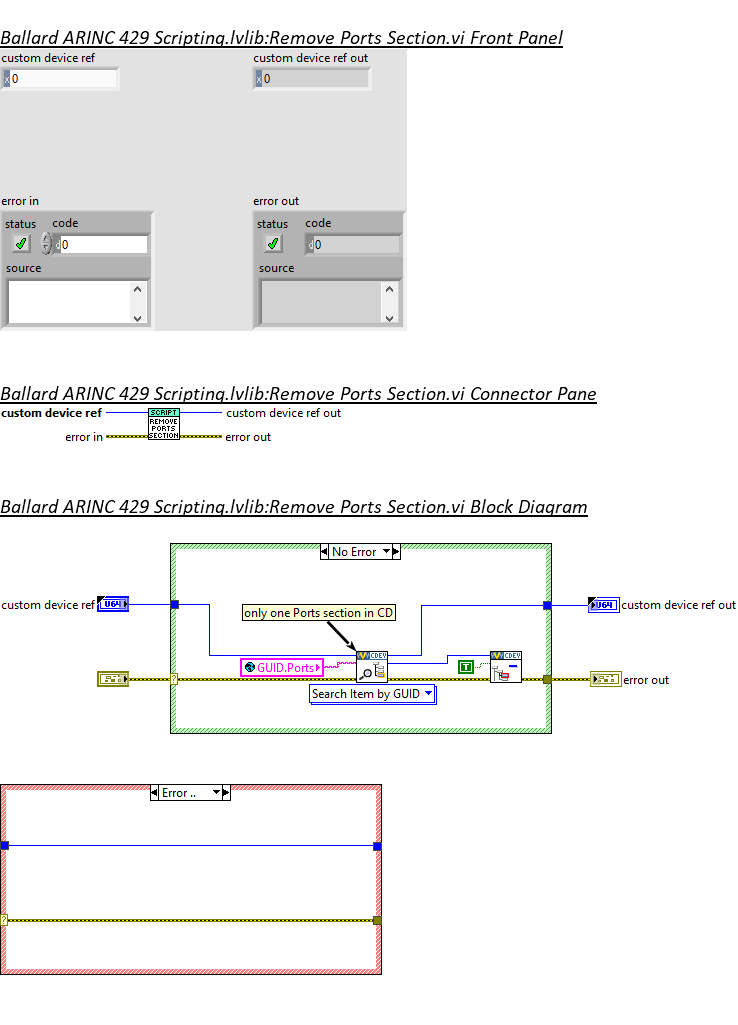 Ballard ARINC 429 Scripting.lvlib:Remove Ports Section.vi Front Panel
custom device ref
custom device ref out
x 0
x 0
error in
error out
status
code
status
code
d 0
d 0
source
source
Ballard ARINC 429 Scripting.lvlib:Remove Ports Section.vi Connector Pane
custom device ref
SCRIPT
REMOVE
PORTS
SECTION
custom device ref out
error in
error out
Ballard ARINC 429 Scripting.lvlib:Remove Ports Section.vi Block Diagram
No Error
custom device ref
U64
U64
custom device ref out
only one Ports section in CD
CDEV
CDEV
GUID.Ports
T
?
error out
Search Item by GUID
Error ..
?